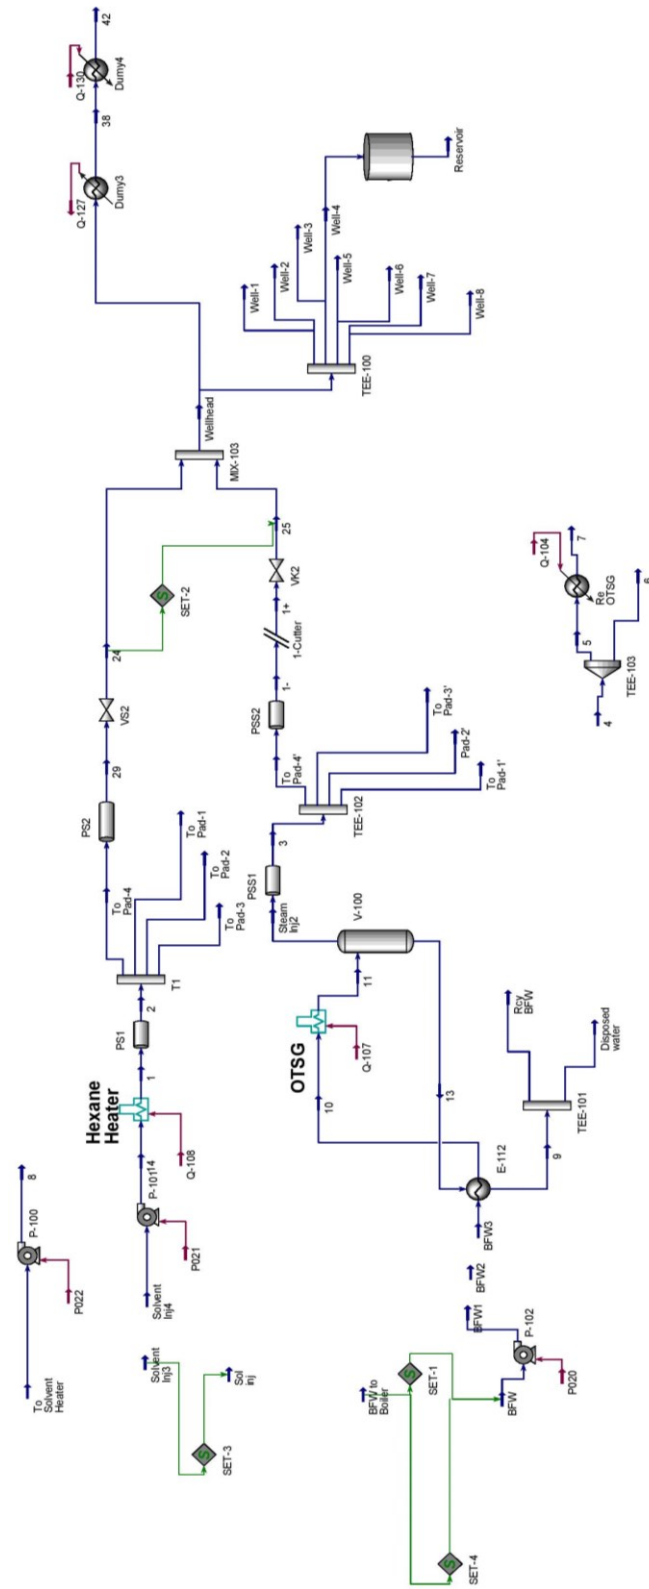 To
Solvent
Heater
P022
P-100
8
Solvent
Inj4
P021
P-101
14
Q-108
Hexane
Heater
1
PS1
2
T1
To
Pad-4
To
Pad-1
To
Pad-2
To
Pad-3
PS2
29
VS2
24
SET-2
Q-127
Dumy3
38
Q-130
Dumy4
42
Solvent
Inj3
Sol
inj
SET-3
MIX-103
Wellhead
TEE-100
Well-1
Well-2
Well-3
Well-4
Well-5
Well-6
Well-7
Well-8
Reservoir
OTSG
Q-107
10
11
V-100
13
Steam
Inj2
PSS1
3
TEE-102
To
Pad-4'
To
Pad-3'
Pad-2'
To
Pad-1'
PSS2
1-
1-Cutter
1+
VK2
25
SET-4
BFW to
Boiler
SET-1
BFW
P020
P-102
BFW1
BFW2
BFW3
E-112
9
TEE-101
Rcy
BFW
Disposed
water
4
TEE-103
5
Re
OTSG
Q-104
7
6